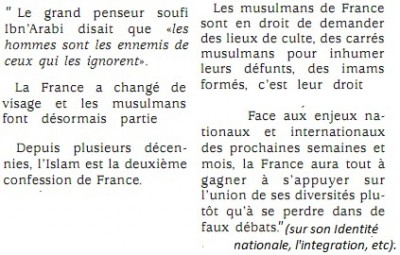 " Le grand penseur soufi
Ibn'Arabi disait que «les
hommes sont les ennemis de
ceux qui les ignorent».
La France a changé de
visage et les musulmans
font désormais partie
Depuis plusieurs décen-
nies, l'Islam est la deuxième
confession de France.
Les musulmans de France
sont en droit de demander
des lieux de culte, des carrés
musulmans pour inhumer
leurs défunts, des imams
formés, c'est leur droit
Face aux enjeux na-
tionaux et internationaux
des prochaines semaines et
mois, la France aura tout à
gagner à s'appuyer sur
l'union de ses diversités plu-
tôt qu'à se perdre dans de
faux débats." (sur son Identité
nationale, l'integration, etc).